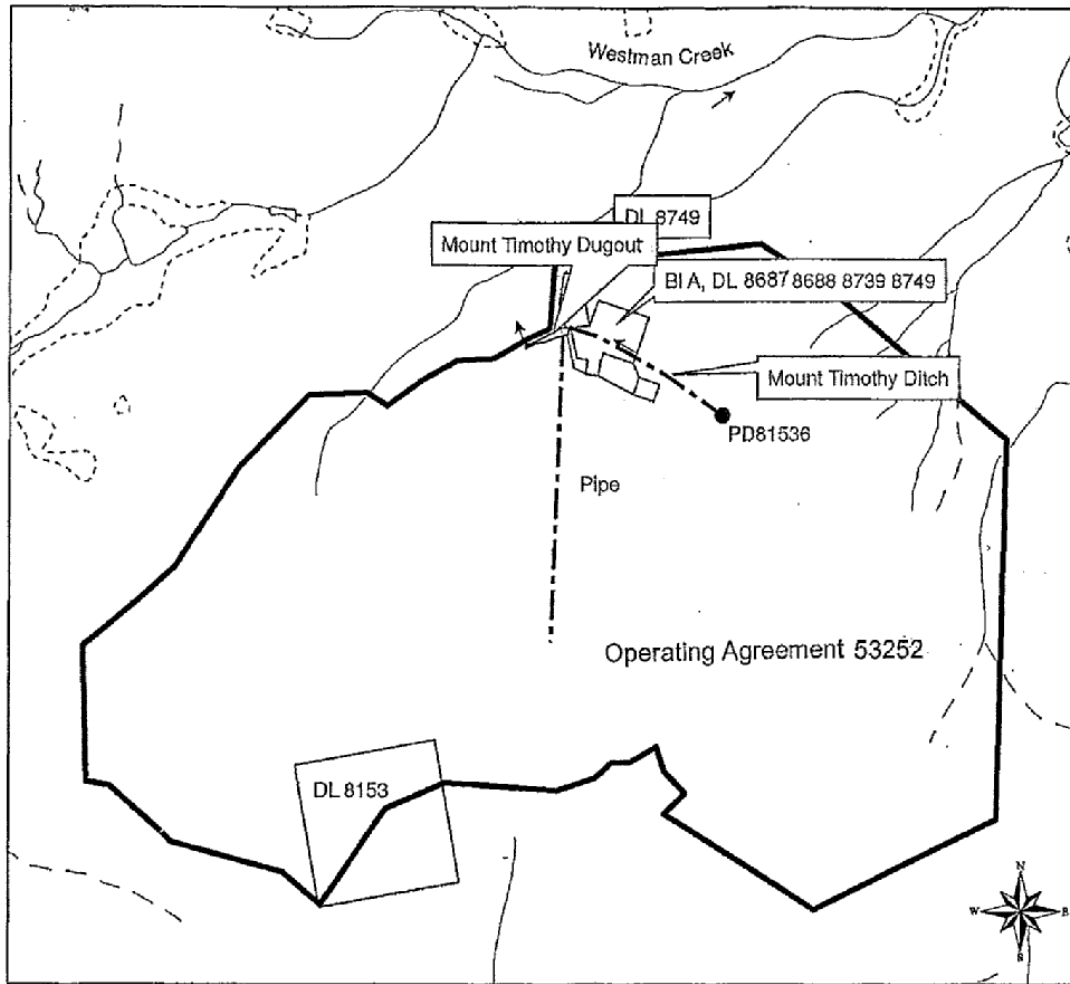 Westman Creek
DL 8749
Mount Timothy Dugout
Bl A, DL 8687 8688 8739 8749
Mount Timothy Ditch
PD81536
Pipe
Operating Agreement 53252
DL 8153
N
W
E
S